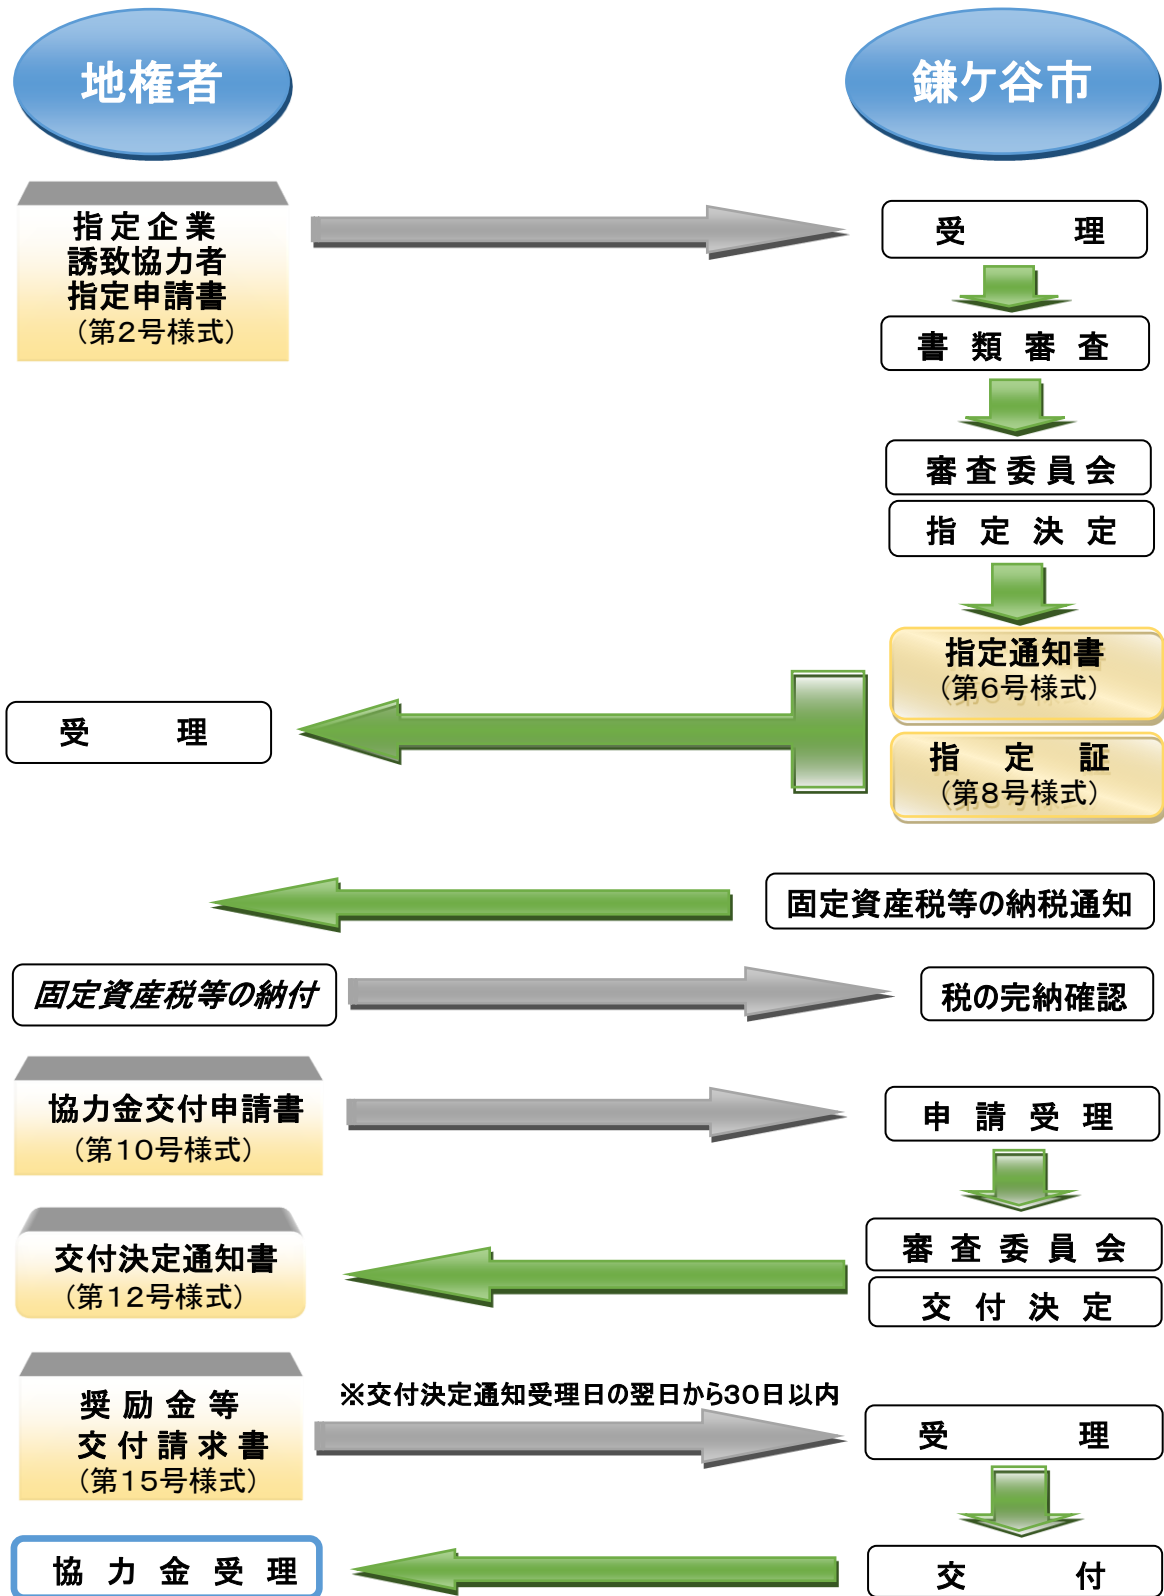 地権者
鎌ケ谷市
指定企業
誘致協力者
指定申請書
（第２号様式）
受　　理
書類審査
審査委員会
指定決定
指定通知書
（第６号様式）
指定証
（第８号様式）
受　　理
固定資産税等の納税通知
固定資産税等の納付
税の完納確認
協力金交付申請書
（第１０号様式）
申請受理
審査委員会
交付決定
交付決定通知書
（第１２号様式）
※交付決定通知受理日の翌日から３０日以内
奨励金等
交付請求書
（第１５号様式）
受　　理
協力金受理
交　　付